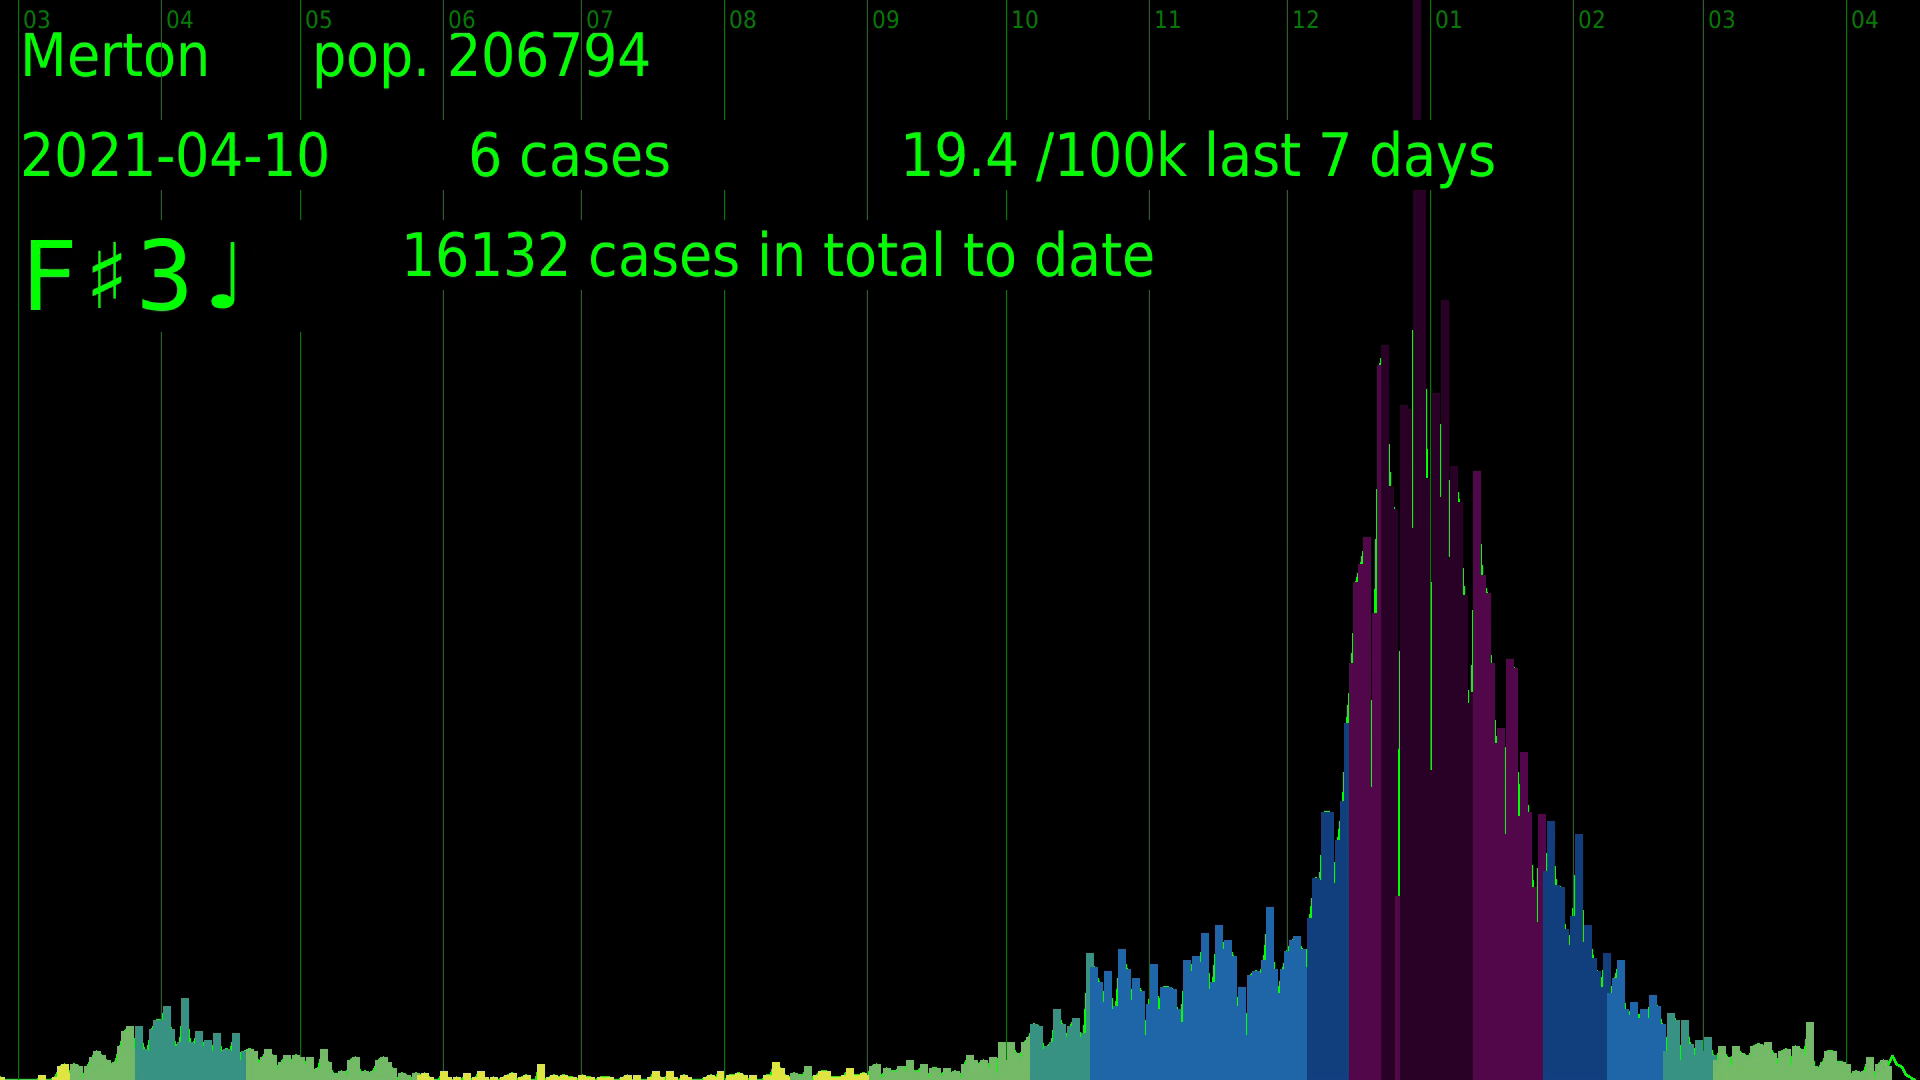 03 04 05 06 07 08 09 10 11 12 01 02 03 04
Merton pop. 206794
2021-04-10 6 cases 19.4 /100k last 7 days
F♯3♩ 16132 cases in total to date